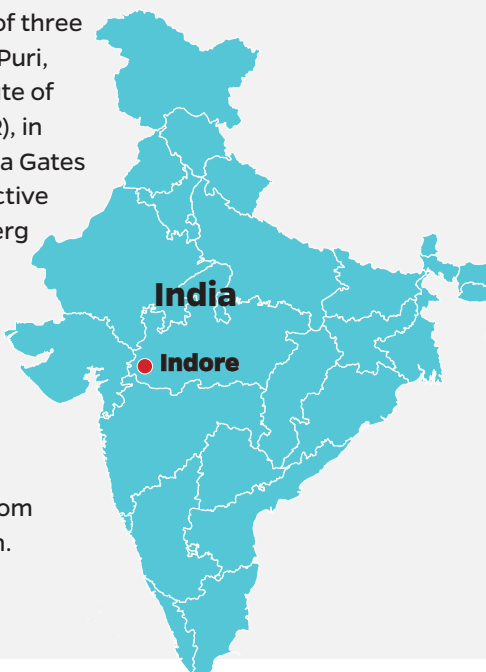 of three
Puri,
te of
), in
a Gates
ctive
erg
India
Indore
om
n.